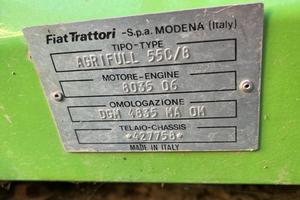 FiatTrattori -S.p.a. MODENA (Italy)
TIPO-TYPE
AGRIFULL 55C/8
MOTORE-ENGINE
8035 06
OMOLOGAZIONE
DGM 4835 MA OM
TELAIO-CHASSIS
*427758*
MADE IN ITALY